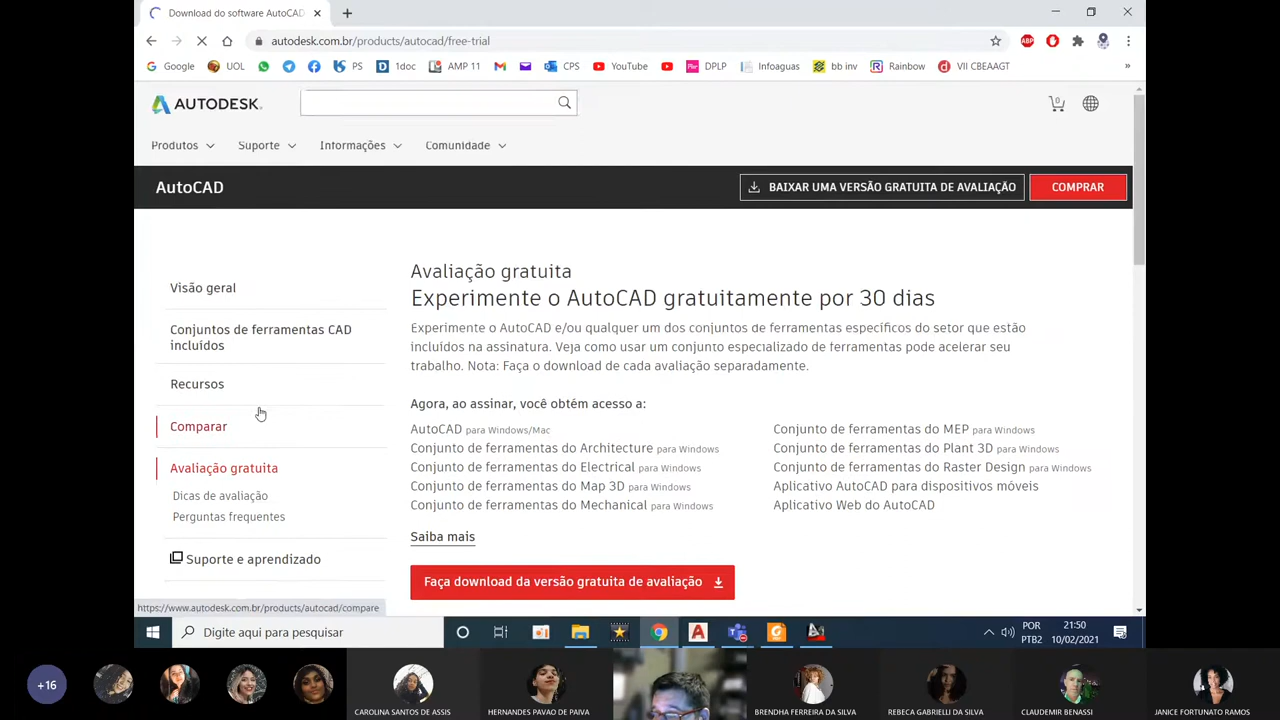 Download do software AutoCAD
autodesk.com.br/products/autocad/free-trial
Google UOL PS 1doc AMP 11 CPS YouTube DPLP Infoaguas bb inv Rainbow VII CBEAAGT »
AUTODESK.
0
Produtos Suporte Informações Comunidade
AutoCAD BAIXAR UMA VERSÃO GRATUITA DE AVALIAÇÃO COMPRAR
Visão geral
Conjuntos de ferramentas CAD
incluídos
Recursos
Comparar
Avaliação gratuita
Dicas de avaliação
Perguntas frequentes
Suporte e aprendizado
Avaliação gratuita
Experimente o AutoCAD gratuitamente por 30 dias
Experimente o AutoCAD e/ou qualquer um dos conjuntos de ferramentas específicos do setor que estão
incluídos na assinatura. Veja como usar um conjunto especializado de ferramentas pode acelerar seu
trabalho. Nota: Faça o download de cada avaliação separadamente.
Agora, ao assinar, você obtém acesso a:
AutoCAD para Windows/Mac
Conjunto de ferramentas do Architecture para Windows
Conjunto de ferramentas do Electrical para Windows
Conjunto de ferramentas do Map 3D para Windows
Conjunto de ferramentas do Mechanical para Windows
Conjunto de ferramentas do MEP para Windows
Conjunto de ferramentas do Plant 3D para Windows
Conjunto de ferramentas do Raster Design para Windows
Aplicativo AutoCAD para dispositivos móveis
Aplicativo Web do AutoCAD
Saiba mais
Faça download da versão gratuita de avaliação
https://www.autodesk.com.br/products/autocad/compare
Digite aqui para pesquisar
POR
PTB2
21:50
10/02/2021
+16
CAROLINA SANTOS DE ASSIS
HERNANDES PAVAO DE PAIVA
BRENDHA FERREIRA DA SILVA
REBECA GABRIELLI DA SILVA
CLAUDEMIR BENASSI
JANICE FORTUNATO RAMOS